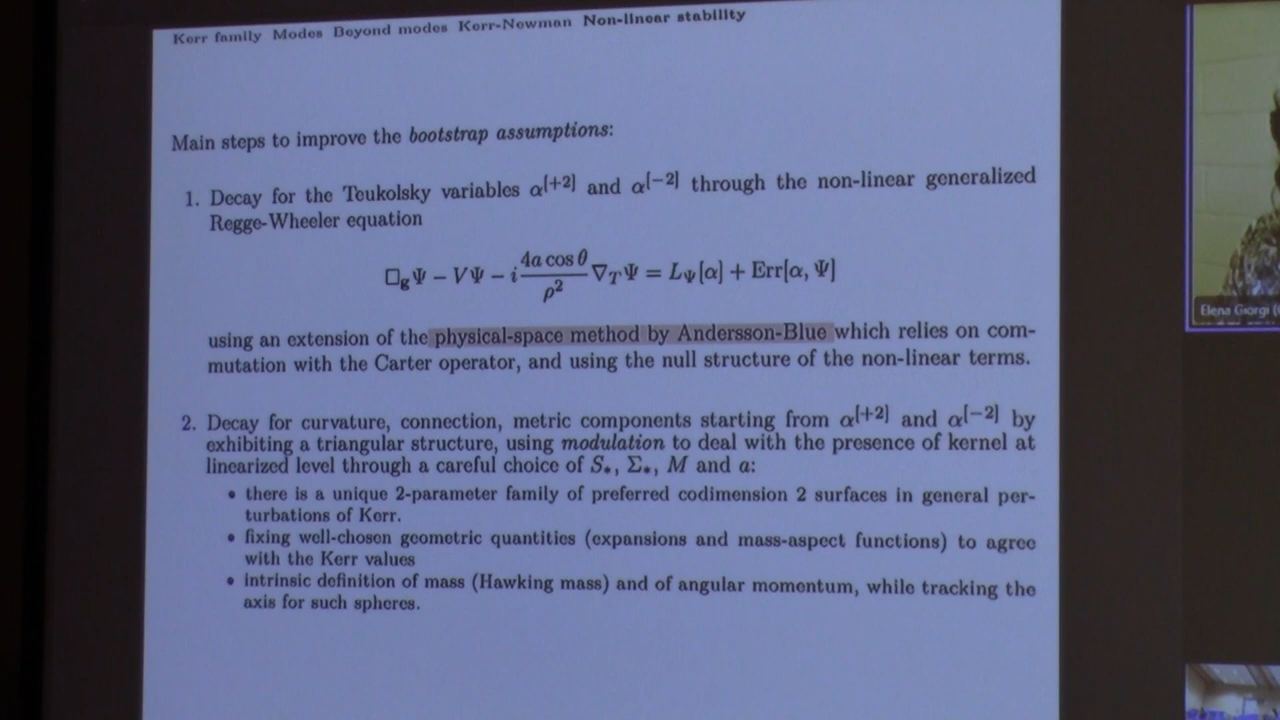 Kerr family Modes Beyond modes Kerr-Newman Non-linear stability
Main steps to improve the bootstrap assumptions:
1. Decay for the Teukolsky variables α^[+2] and α^[−2] through the non-linear generalized
Regge-Wheeler equation
□_g Ψ − VΨ − i (4a cos θ / ρ²) ∇_T Ψ = L_Ψ[α] + Err[α, Ψ]
using an extension of the physical-space method by Andersson-Blue which relies on com-
mutation with the Carter operator, and using the null structure of the non-linear terms.
2. Decay for curvature, connection, metric components starting from α^[+2] and α^[−2] by
exhibiting a triangular structure, using modulation to deal with the presence of kernel at
linearized level through a careful choice of S_*, Σ_*, M and a:
• there is a unique 2-parameter family of preferred codimension 2 surfaces in general per-
turbations of Kerr.
• fixing well-chosen geometric quantities (expansions and mass-aspect functions) to agree
with the Kerr values
• intrinsic definition of mass (Hawking mass) and of angular momentum, while tracking the
axis for such spheres.
Elena Giorgi